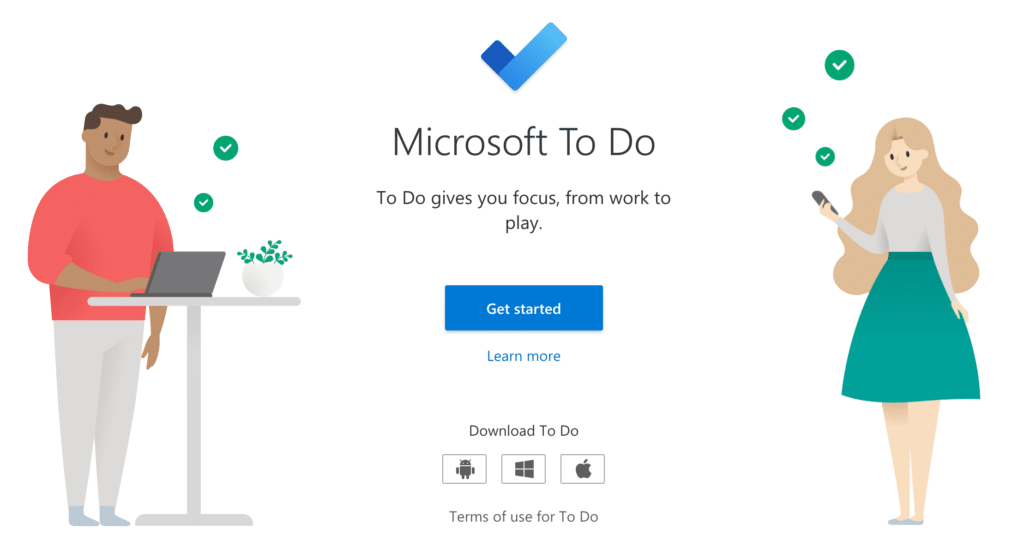 Microsoft To Do
To Do gives you focus, from work to
play.
Get started
Learn more
Download To Do
Terms of use for To Do